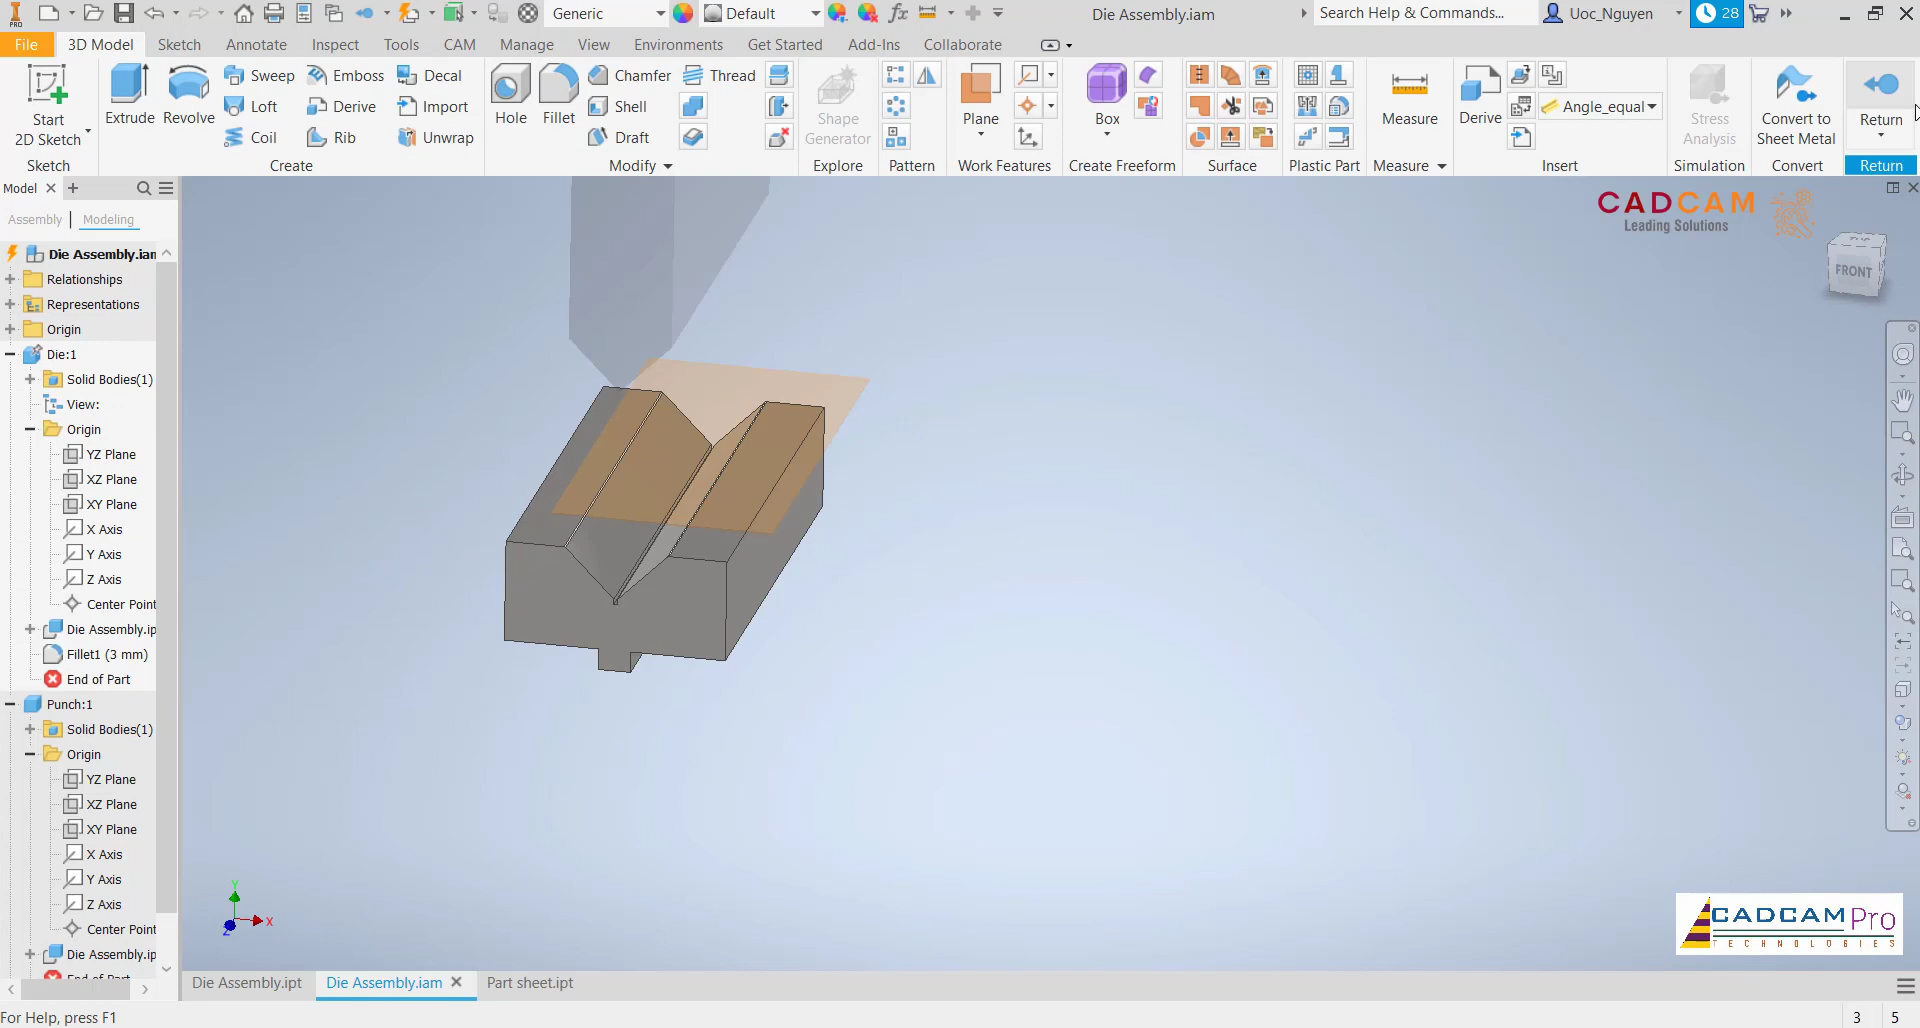 PRO
Generic
Default
fx
Die Assembly.iam
Search Help & Commands...
Uoc_Nguyen
28
File
3D Model
Sketch
Annotate
Inspect
Tools
CAM
Manage
View
Environments
Get Started
Add-Ins
Collaborate
Start
2D Sketch
Extrude
Revolve
Sweep
Emboss
Decal
Loft
Derive
Import
Coil
Rib
Unwrap
Hole
Fillet
Chamfer
Thread
Shell
Draft
Shape
Generator
Plane
Box
Measure
Derive
Angle_equal
Stress
Analysis
Convert to
Sheet Metal
Return
Sketch
Create
Modify
Explore
Pattern
Work Features
Create Freeform
Surface
Plastic Part
Measure
Insert
Simulation
Convert
Return
Model
Assembly
Modeling
Die Assembly.iam
Relationships
Representations
Origin
Die:1
Solid Bodies(1)
View:
Origin
YZ Plane
XZ Plane
XY Plane
X Axis
Y Axis
Z Axis
Center Point
Die Assembly.ip
Fillet1 (3 mm)
End of Part
Punch:1
Solid Bodies(1)
Origin
YZ Plane
XZ Plane
XY Plane
X Axis
Y Axis
Z Axis
Center Point
Die Assembly.ip
End of Part
CADCAM
Leading Solutions
TOP
FRONT
Y
X
Z
CADCAM Pro
TECHNOLOGIES
Die Assembly.ipt
Die Assembly.iam
Part sheet.ipt
For Help, press F1
3
5